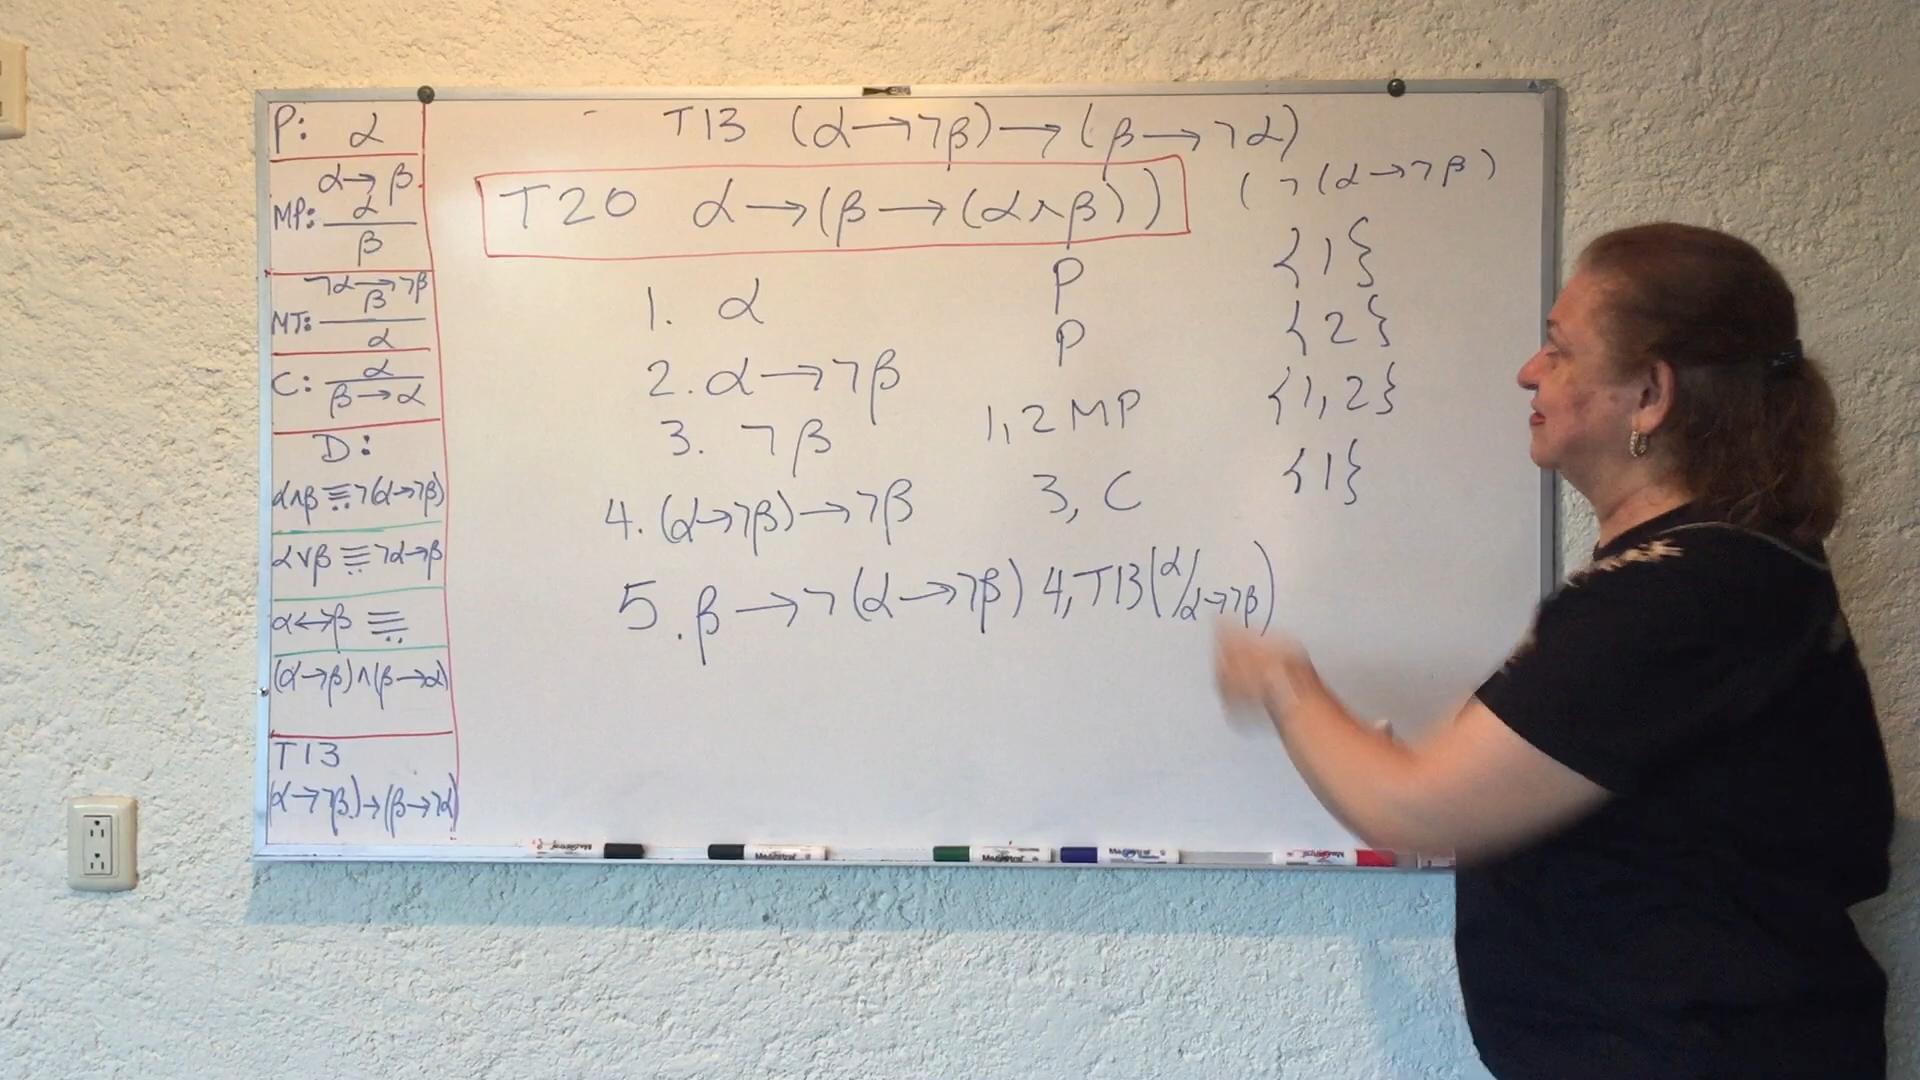 P: α
MP: α→β
α
β
MT: ¬α→¬β
β
α
C: α
β→α
D:
α∧β ≡ ¬(α→¬β)
α∨β ≡ ¬α→β
α↔β ≡
(α→β)∧(β→α)
T13
(α→¬β)→(β→¬α)
T13 (α→¬β)→(β→¬α)
T20 α→(β→(α∧β))
(¬(α→¬β)
1. α P {1}
2. α→¬β P {2}
3. ¬β 1,2 MP {1,2}
4. (α→¬β)→¬β 3, C {1}
5. β→¬(α→¬β) 4, T13(α/α→¬β)